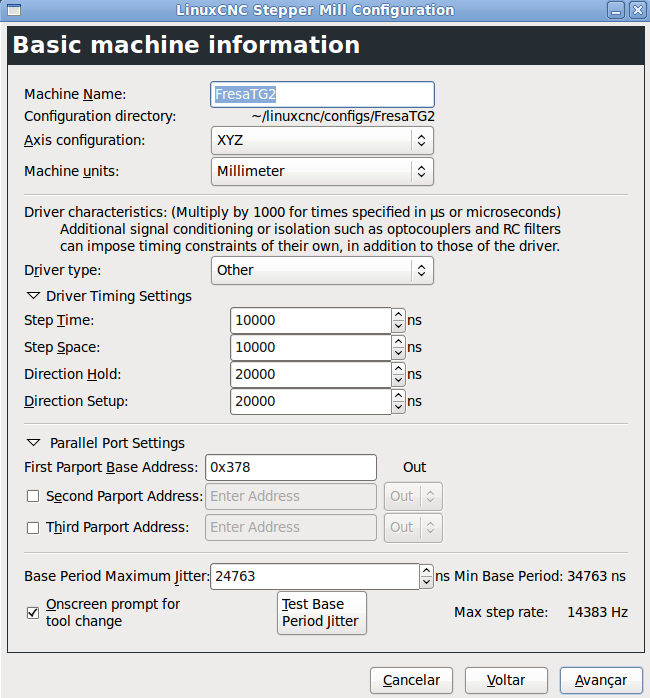 LinuxCNC Stepper Mill Configuration
Basic machine information
Machine Name: FresaTG2
Configuration directory: ~/linuxcnc/configs/FresaTG2
Axis configuration: XYZ
Machine units: Millimeter
Driver characteristics: (Multiply by 1000 for times specified in µs or microseconds)
Additional signal conditioning or isolation such as optocouplers and RC filters
can impose timing constraints of their own, in addition to those of the driver.
Driver type: Other
Driver Timing Settings
Step Time: 10000 ns
Step Space: 10000 ns
Direction Hold: 20000 ns
Direction Setup: 20000 ns
Parallel Port Settings
First Parport Base Address: 0x378 Out
Second Parport Address: Enter Address Out
Third Parport Address: Enter Address Out
Base Period Maximum Jitter: 24763 ns Min Base Period: 34763 ns
Onscreen prompt for
tool change
Test Base
Period Jitter
Max step rate: 14383 Hz
Cancelar Voltar Avançar